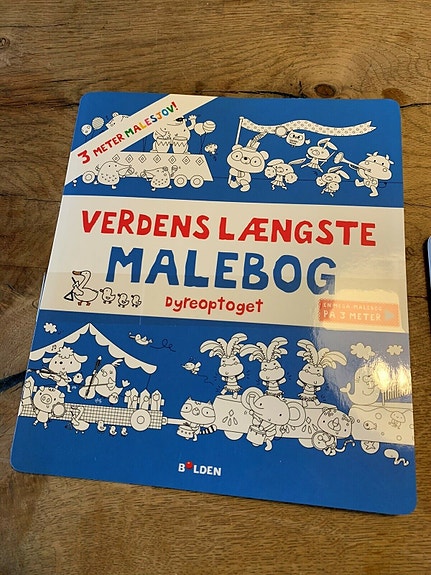 3 METER MALESJOV!
VERDENS LÆNGSTE
MALEBOG
Dyreoptoget
EN MEGA MALEBOG
PÅ 3 METER
BOLDEN